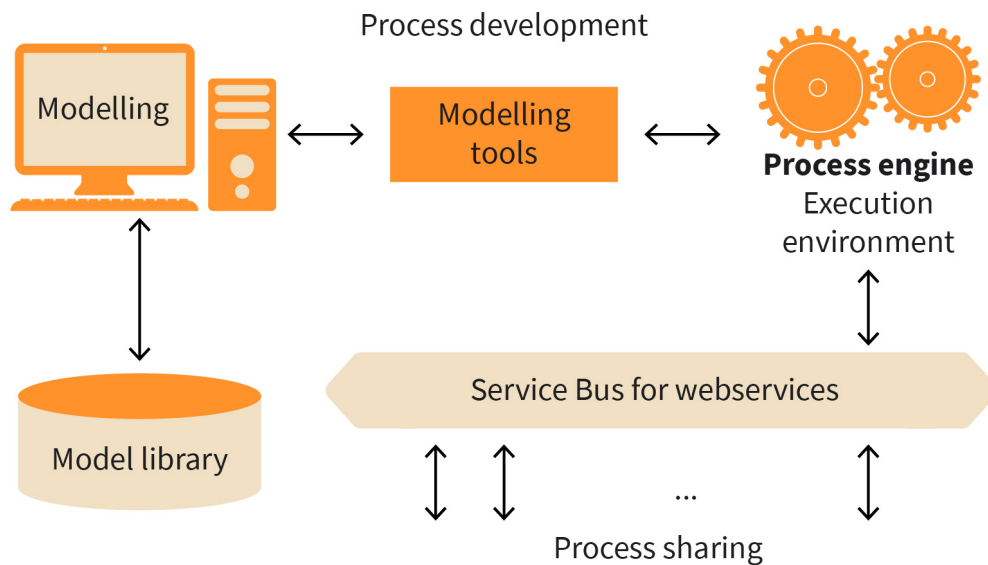 Process development
Modelling
Modelling
tools
Process engine
Execution
environment
Service Bus for webservices
Model library
...
Process sharing